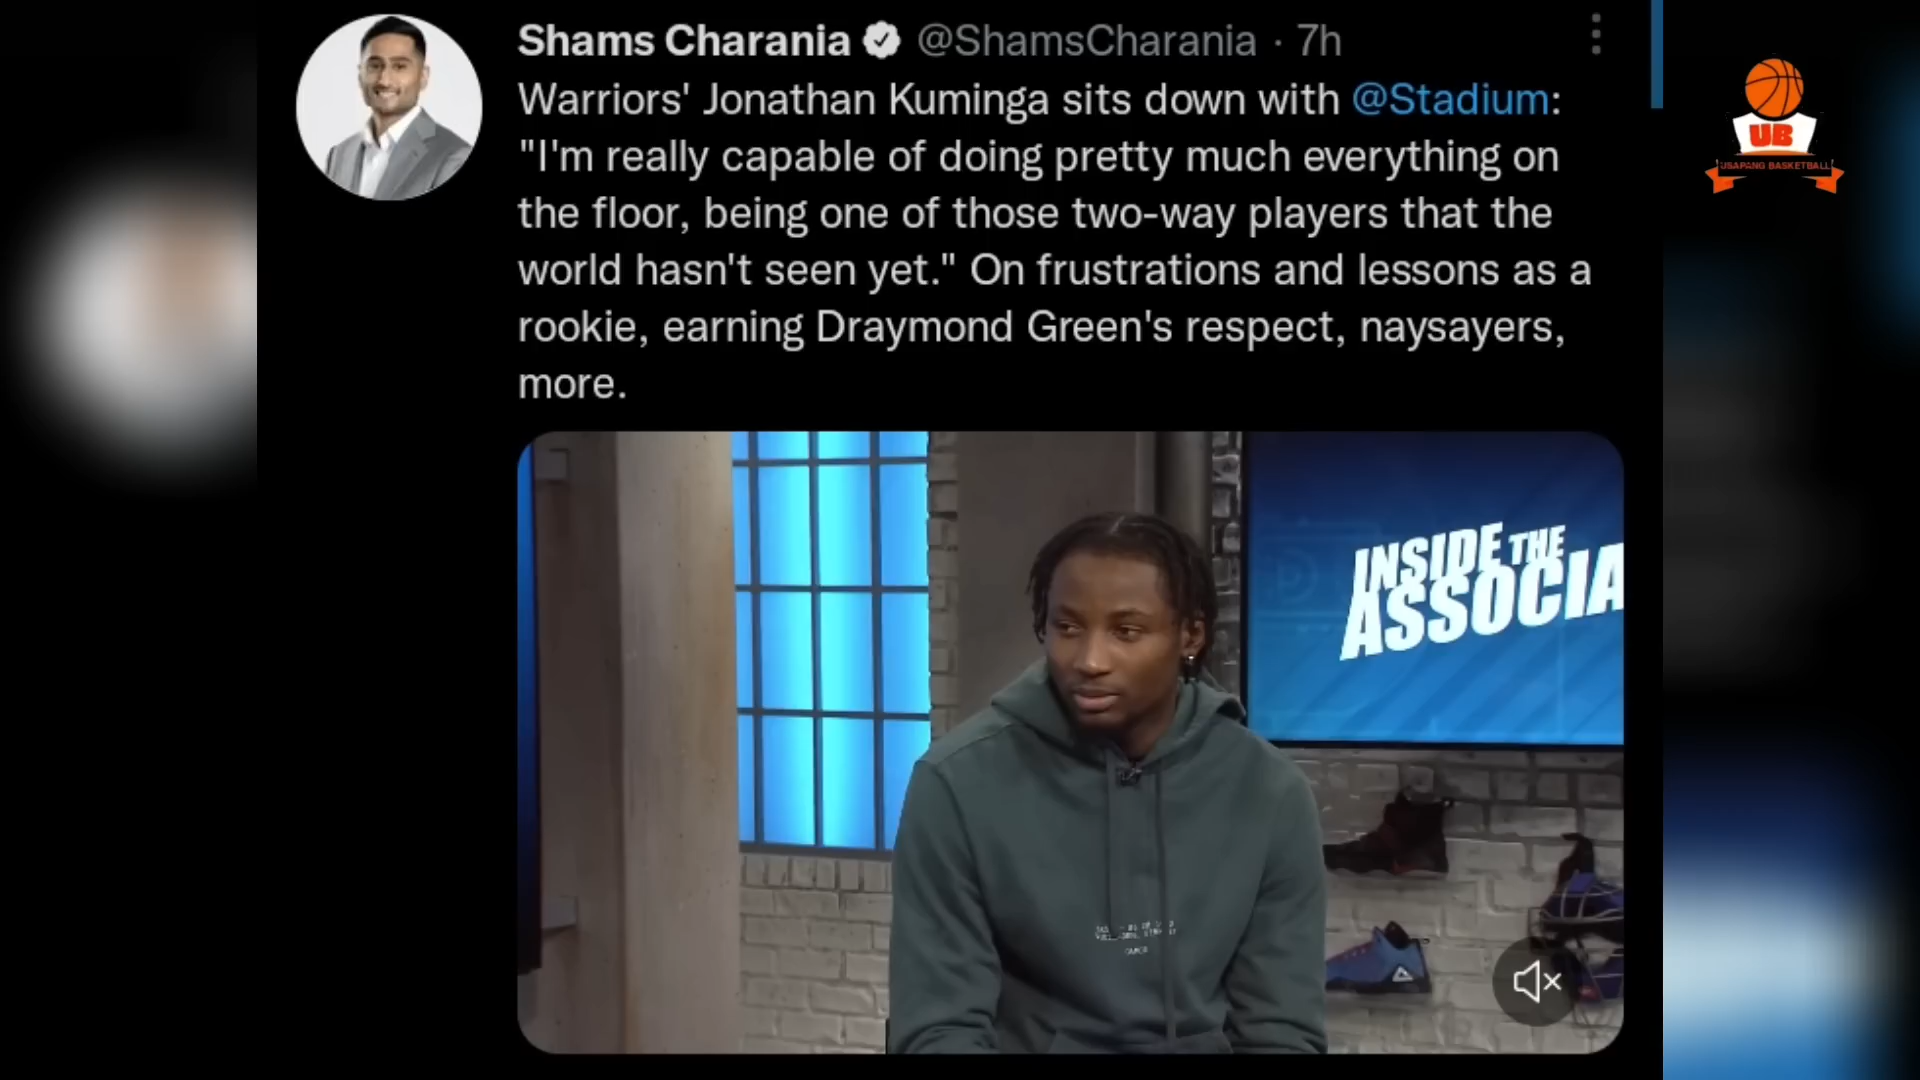 Shams Charania @ShamsCharania · 7h
Warriors' Jonathan Kuminga sits down with @Stadium:
"I'm really capable of doing pretty much everything on
the floor, being one of those two-way players that the
world hasn't seen yet." On frustrations and lessons as a
rookie, earning Draymond Green's respect, naysayers,
more.
INSIDE THE
ASSOCIA
UB
USAPANG BASKETBALL